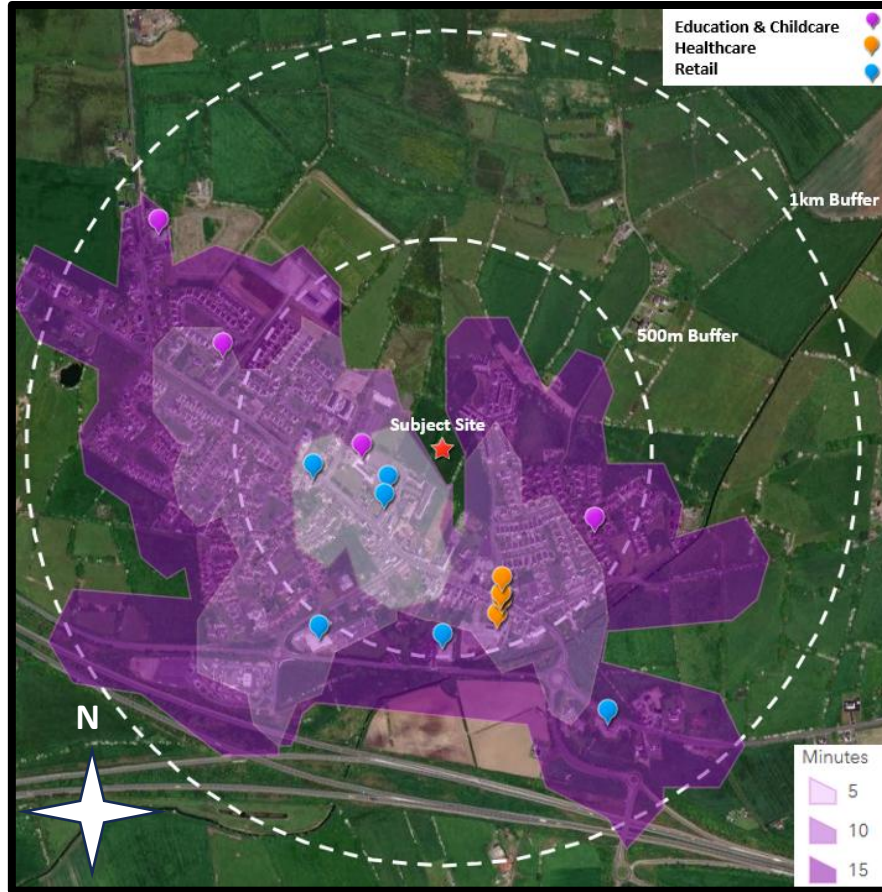 Education & Childcare
Healthcare
Retail
1km Buffer
500m Buffer
Subject Site
N
Minutes
5
10
15